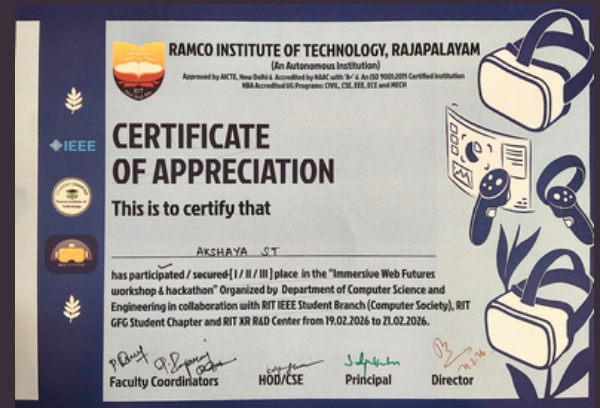 RAMCO INSTITUTE OF TECHNOLOGY, RAJAPALAYAM
(An Autonomous Institution)
Approved by AICTE, New Delhi & Accredited by NAAC with 'A+' & An ISO 9001:2015 Certified Institution
NBA Accredited UG Programs: CIVIL, CSE, EEE, ECE and MECH
RIT
IEEE
CERTIFICATE
OF APPRECIATION
This is to certify that
AKSHAYA ST
has participated / secured [ I / II / III ] place in the "Immersive Web Futures
workshop & hackathon" Organized by Department of Computer Science and
Engineering in collaboration with RIT IEEE Student Branch (Computer Society), RIT
GFG Student Chapter and RIT XR R&D Center from 19.02.2026 to 21.02.2026.
Faculty Coordinators
HOD/CSE
Principal
Director